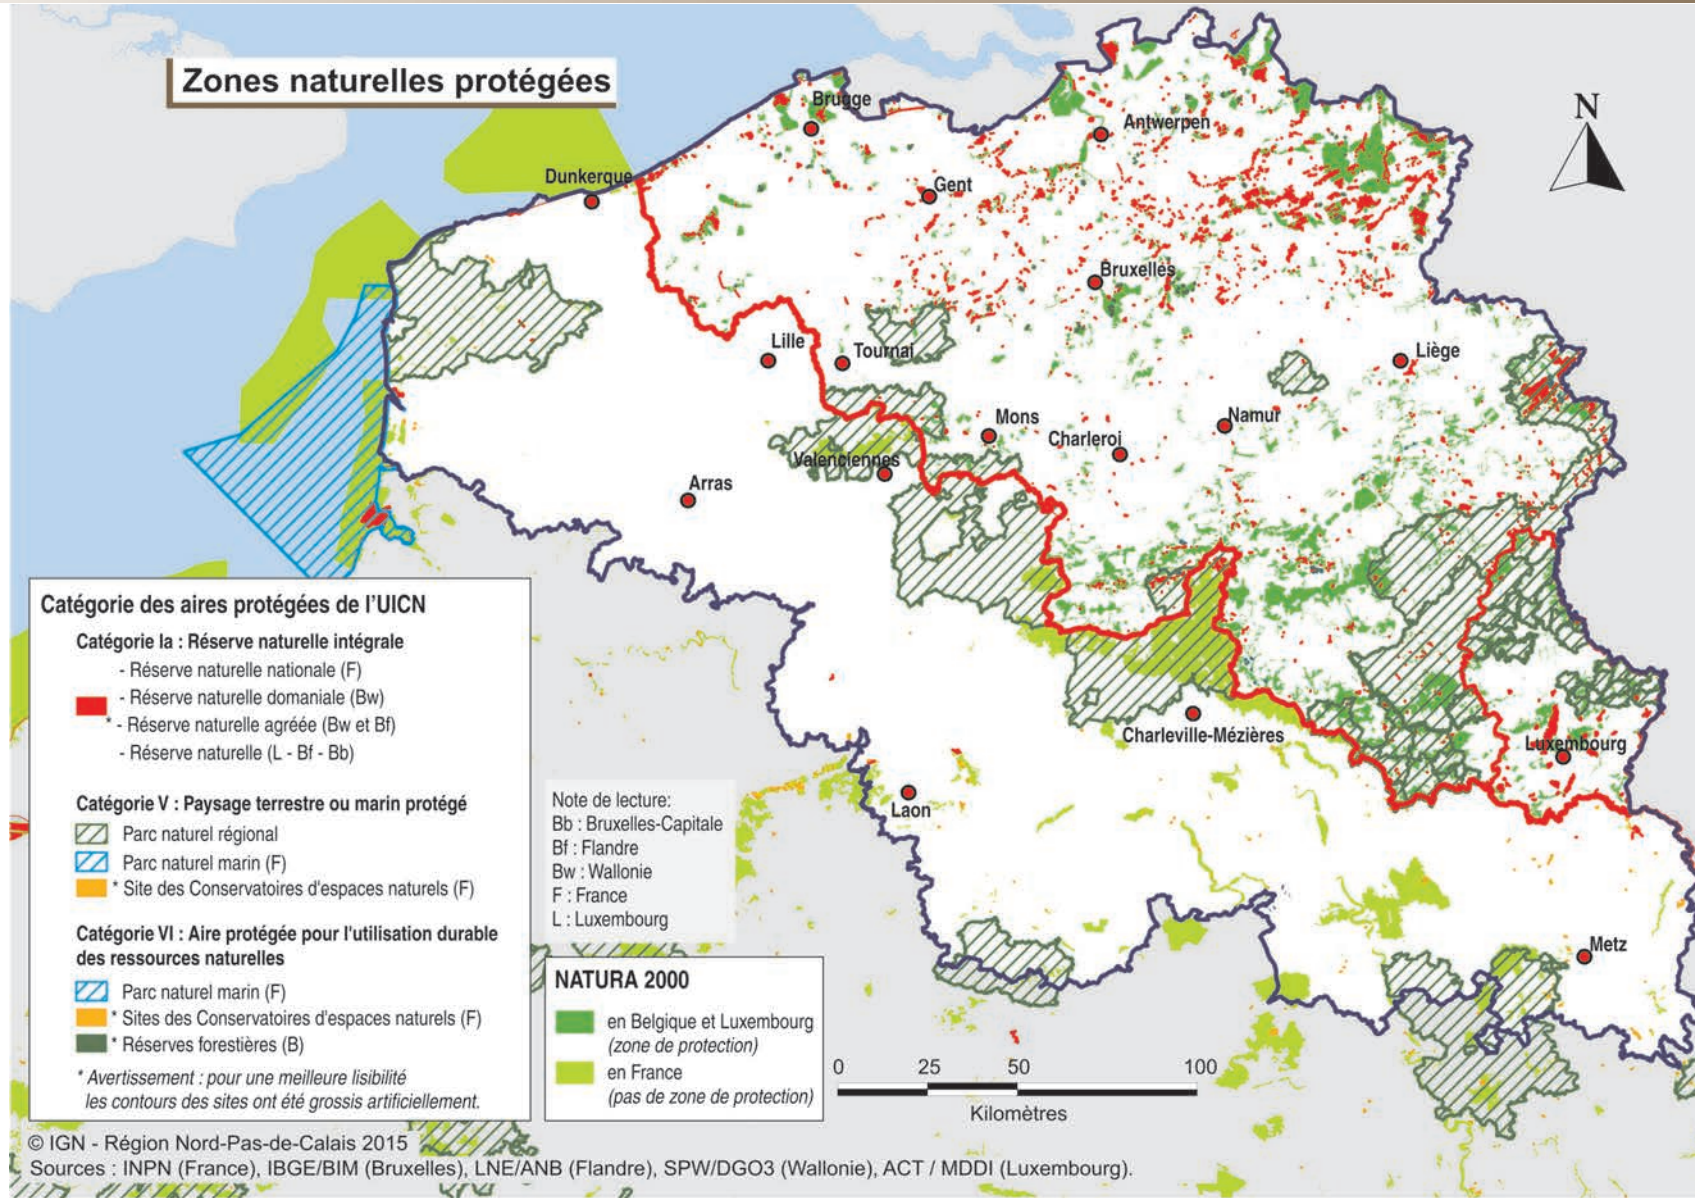 Zones naturelles protégées
N
Brugge
Antwerpen
Dunkerque
Gent
Bruxelles
Lille
Tournai
Liège
Mons
Namur
Charleroi
Valenciennes
Arras
Charleville-Mézières
Luxembourg
Laon
Metz
Catégorie des aires protégées de l'UICN
Catégorie Ia : Réserve naturelle intégrale
- Réserve naturelle nationale (F)
- Réserve naturelle domaniale (Bw)
* - Réserve naturelle agréée (Bw et Bf)
- Réserve naturelle (L - Bf - Bb)
Catégorie V : Paysage terrestre ou marin protégé
Parc naturel régional
Parc naturel marin (F)
* Site des Conservatoires d'espaces naturels (F)
Catégorie VI : Aire protégée pour l'utilisation durable
des ressources naturelles
Parc naturel marin (F)
* Sites des Conservatoires d'espaces naturels (F)
* Réserves forestières (B)
* Avertissement : pour une meilleure lisibilité
les contours des sites ont été grossis artificiellement.
Note de lecture:
Bb : Bruxelles-Capitale
Bf : Flandre
Bw : Wallonie
F : France
L : Luxembourg
NATURA 2000
en Belgique et Luxembourg
(zone de protection)
en France
(pas de zone de protection)
0 25 50 100
Kilomètres
© IGN - Région Nord-Pas-de-Calais 2015
Sources : INPN (France), IBGE/BIM (Bruxelles), LNE/ANB (Flandre), SPW/DGO3 (Wallonie), ACT / MDDI (Luxembourg).